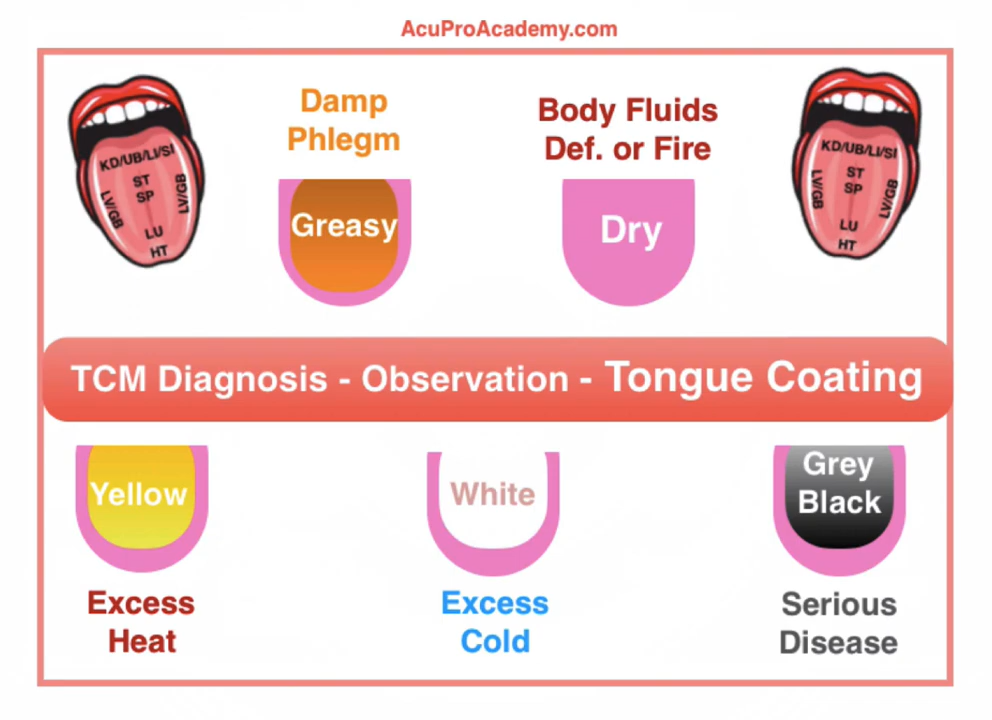 AcuProAcademy.com
KD/UB/LI/SI
ST
SP
LV/GB
LV/GB
LU
HT
Damp
Phlegm
Greasy
Body Fluids
Def. or Fire
Dry
KD/UB/LI/SI
ST
SP
LV/GB
LV/GB
LU
HT
TCM Diagnosis - Observation - Tongue Coating
Yellow
Excess
Heat
White
Excess
Cold
Grey
Black
Serious
Disease